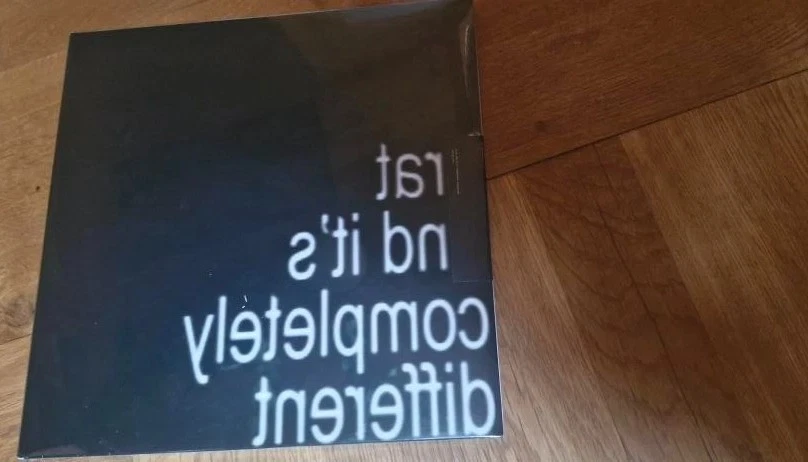 rat
nd it's
completely
different